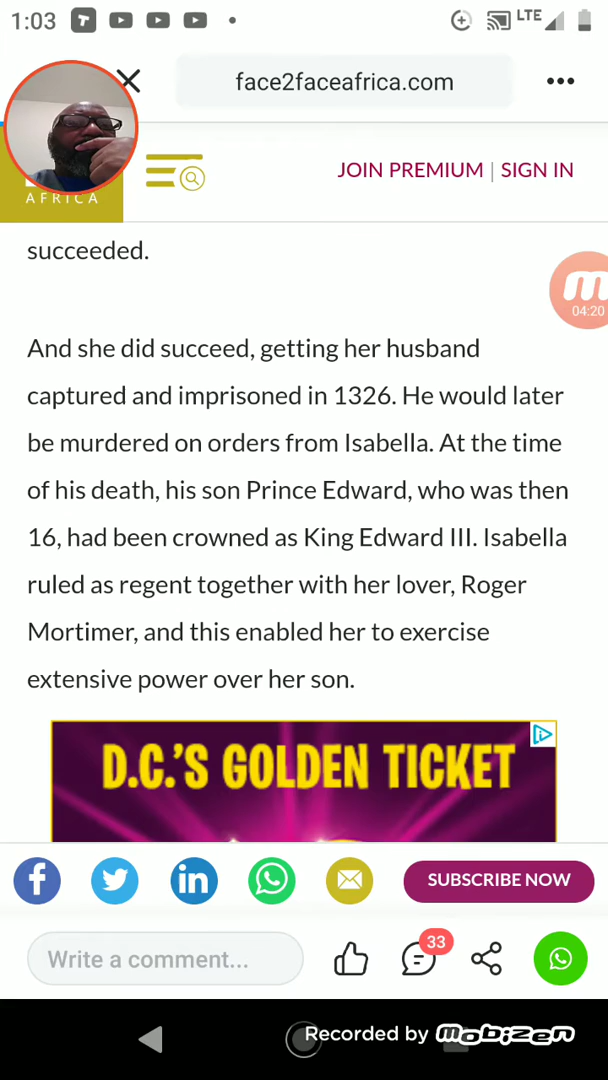 1:03
LTE
face2faceafrica.com
AFRICA
JOIN PREMIUM | SIGN IN
04:20
succeeded.
And she did succeed, getting her husband
captured and imprisoned in 1326. He would later
be murdered on orders from Isabella. At the time
of his death, his son Prince Edward, who was then
16, had been crowned as King Edward III. Isabella
ruled as regent together with her lover, Roger
Mortimer, and this enabled her to exercise
extensive power over her son.
D.C.'S GOLDEN TICKET
SUBSCRIBE NOW
Write a comment...
33
Recorded by mobizen